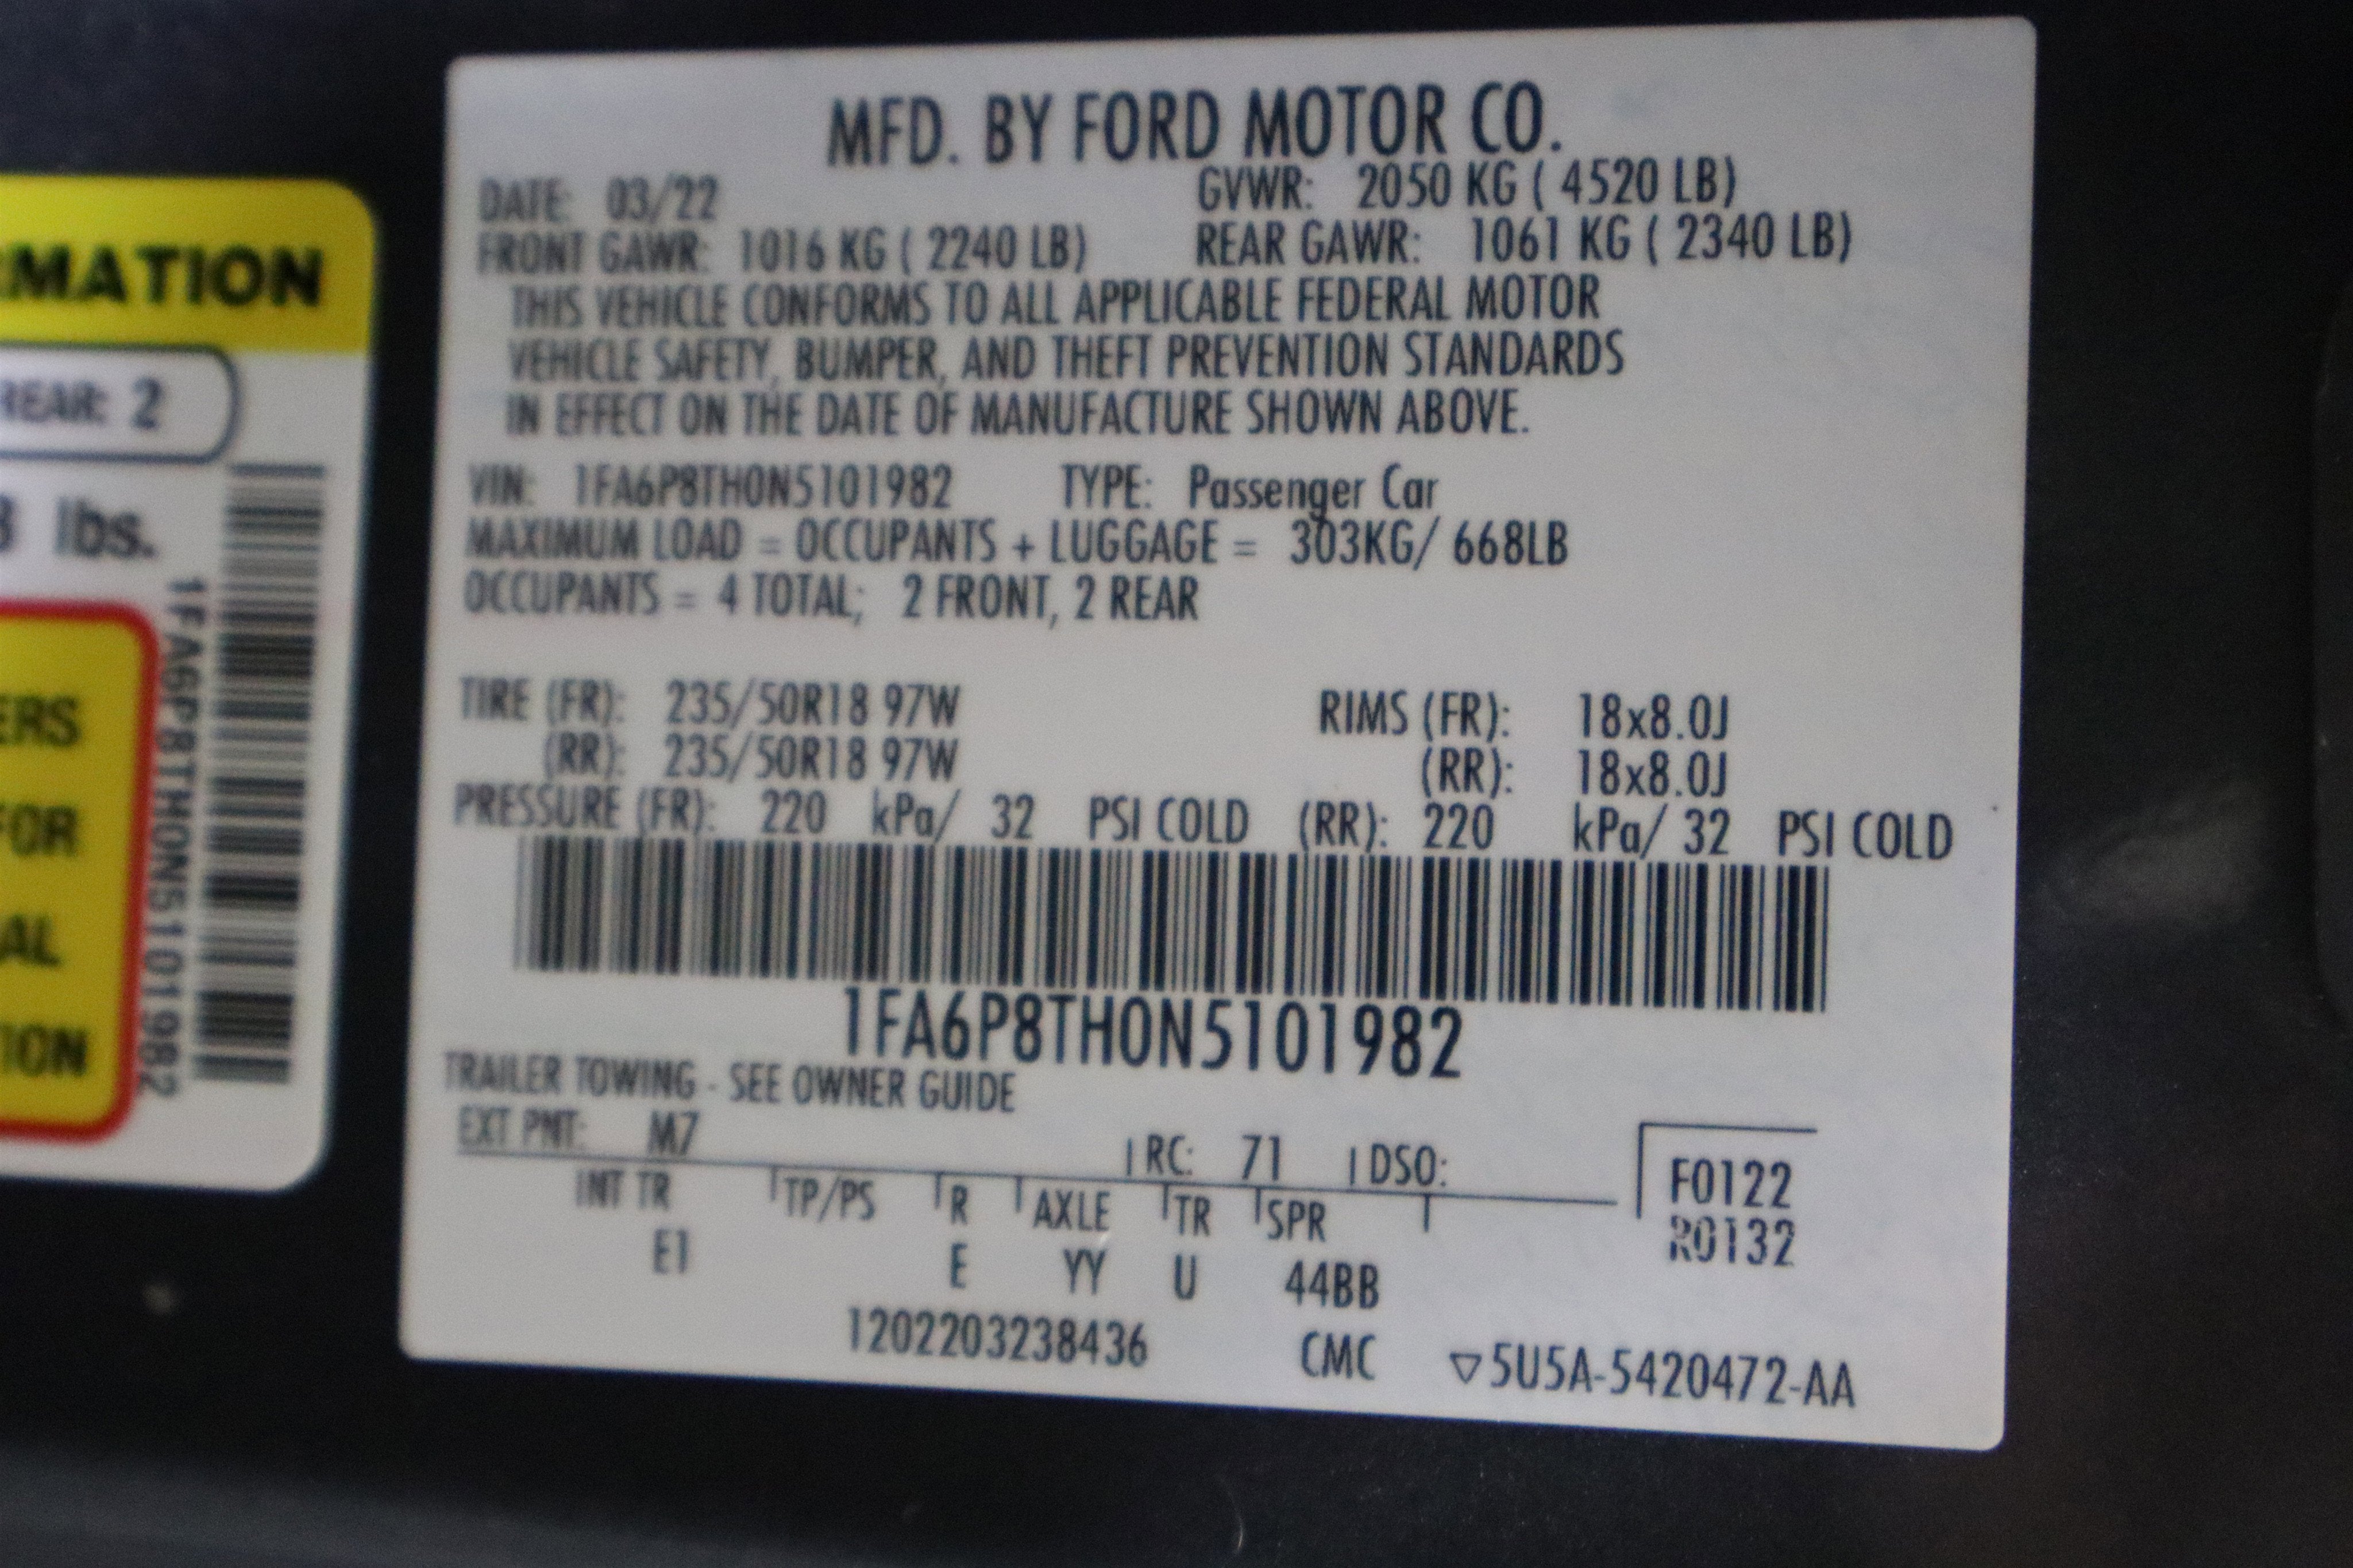 RMATION
REAR: 2
lbs.
1FA6P8TH0N5101982
ERS
FOR
AL
ION
MFD. BY FORD MOTOR CO.
DATE: 03/22 GVWR: 2050 KG ( 4520 LB)
FRONT GAWR: 1016 KG ( 2240 LB) REAR GAWR: 1061 KG ( 2340 LB)
THIS VEHICLE CONFORMS TO ALL APPLICABLE FEDERAL MOTOR
VEHICLE SAFETY, BUMPER, AND THEFT PREVENTION STANDARDS
IN EFFECT ON THE DATE OF MANUFACTURE SHOWN ABOVE.
VIN: 1FA6P8TH0N5101982 TYPE: Passenger Car
MAXIMUM LOAD = OCCUPANTS + LUGGAGE = 303KG/ 668LB
OCCUPANTS = 4 TOTAL; 2 FRONT, 2 REAR
TIRE (FR): 235/50R18 97W RIMS (FR): 18x8.0J
(RR): 235/50R18 97W (RR): 18x8.0J
PRESSURE (FR): 220 kPa/ 32 PSI COLD (RR): 220 kPa/ 32 PSI COLD
1FA6P8TH0N5101982
TRAILER TOWING - SEE OWNER GUIDE
EXT PNT: M7 RC: 71 DSO:
INT TR TP/PS R AXLE TR SPR
E1 E YY U 44BB
F0122
R0132
1202203238436 CMC ▽5U5A-5420472-AA